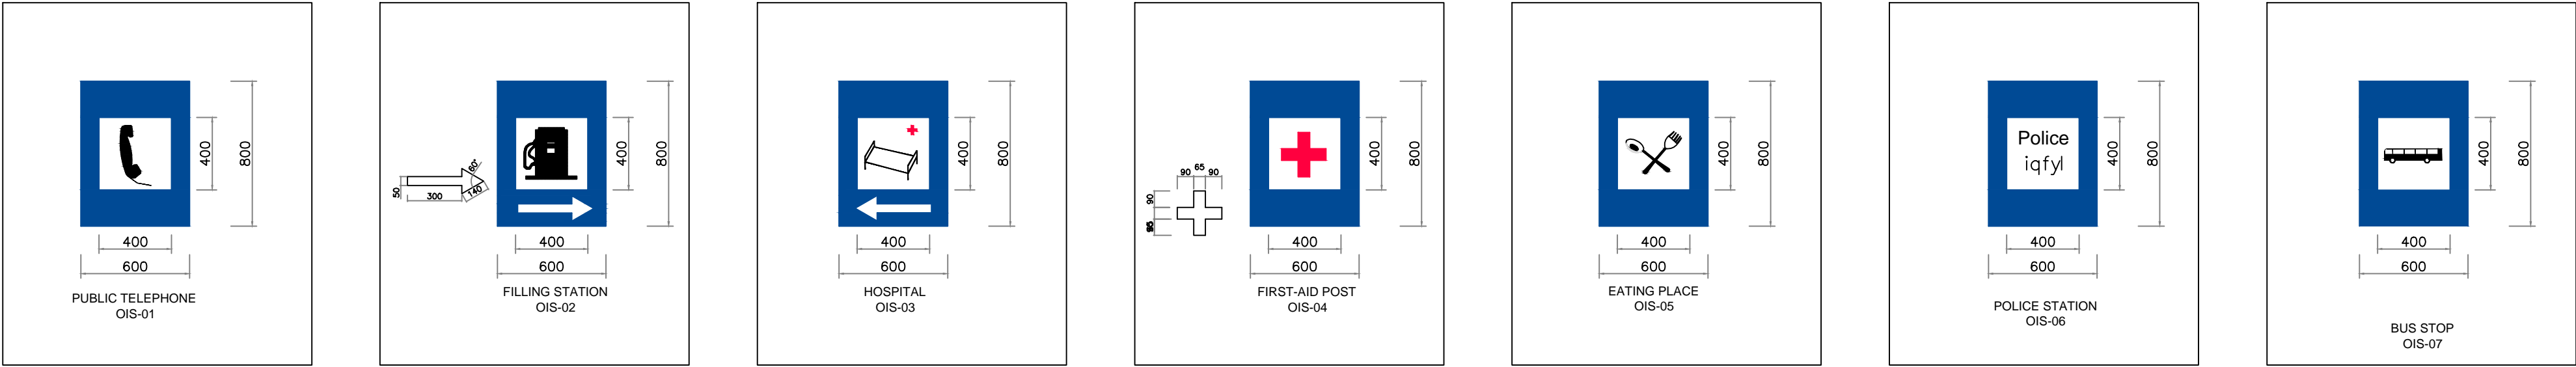 400
800
400
600
PUBLIC TELEPHONE
OIS-01
60°
50
300
140
400
800
400
600
FILLING STATION
OIS-02
400
800
400
600
HOSPITAL
OIS-03
90 65 90
90
400
800
400
600
FIRST-AID POST
OIS-04
400
800
400
600
EATING PLACE
OIS-05
Police
iqfyl
400
800
400
600
POLICE STATION
OIS-06
400
800
400
600
BUS STOP
OIS-07